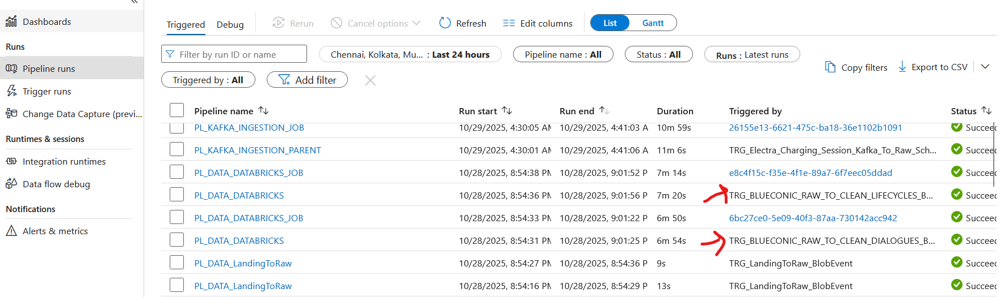 Dashboards
Runs
Pipeline runs
Trigger runs
Change Data Capture (previ...
Runtimes & sessions
Integration runtimes
Data flow debug
Notifications
Alerts & metrics
Triggered Debug Rerun Cancel options Refresh Edit columns List Gantt
Filter by run ID or name Chennai, Kolkata, Mu... : Last 24 hours Pipeline name : All Status : All Runs : Latest runs
Copy filters Export to CSV
Triggered by : All Add filter
Pipeline name Run start Run end Duration Triggered by Status
PL_KAFKA_INGESTION_JOB 10/29/2025, 4:30:05 AM 10/29/2025, 4:41:03 A 10m 59s 26155e13-6621-475c-ba18-36e1102b1091 Succeed
PL_KAFKA_INGESTION_PARENT 10/29/2025, 4:30:01 AM 10/29/2025, 4:41:06 A 11m 6s TRG_Electra_Charging_Session_Kafka_To_Raw_Sch... Succeed
PL_DATA_DATABRICKS_JOB 10/28/2025, 8:54:38 PM 10/28/2025, 9:01:52 P 7m 14s e8c4f15c-f35e-4f1e-89a7-6f7eec05ddad Succeed
PL_DATA_DATABRICKS 10/28/2025, 8:54:36 PM 10/28/2025, 9:01:56 P 7m 20s TRG_BLUECONIC_RAW_TO_CLEAN_LIFECYCLES_B... Succeed
PL_DATA_DATABRICKS_JOB 10/28/2025, 8:54:33 PM 10/28/2025, 9:01:22 P 6m 50s 6bc27ce0-5e09-40f3-87aa-730142acc942 Succeed
PL_DATA_DATABRICKS 10/28/2025, 8:54:31 PM 10/28/2025, 9:01:25 P 6m 54s TRG_BLUECONIC_RAW_TO_CLEAN_DIALOGUES_B... Succeed
PL_DATA_LandingToRaw 10/28/2025, 8:54:27 PM 10/28/2025, 8:54:36 P 9s TRG_LandingToRaw_BlobEvent Succeed
PL_DATA_LandingToRaw 10/28/2025, 8:54:16 PM 10/28/2025, 8:54:29 P 13s TRG_LandingToRaw_BlobEvent Succeed